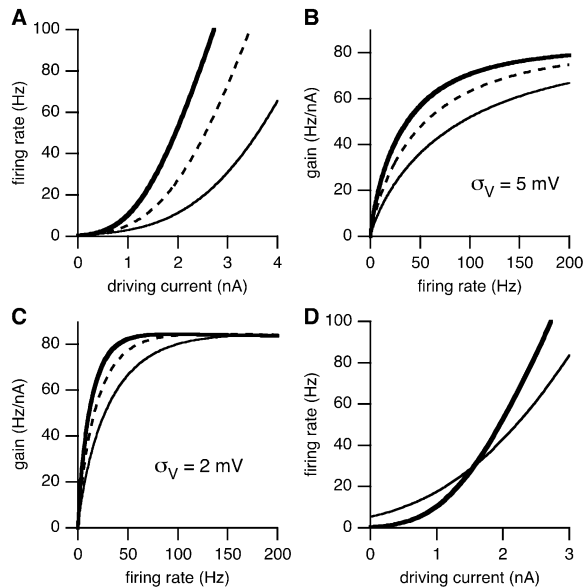 A
100
80
60
40
20
0
firing rate (Hz)
0
1
2
3
4
driving current (nA)
B
80
60
40
20
0
gain (Hz/nA)
σV = 5 mV
0
50
100
150
200
firing rate (Hz)
C
80
60
40
20
0
gain (Hz/nA)
σV = 2 mV
0
50
100
150
200
firing rate (Hz)
D
100
80
60
40
20
0
firing rate (Hz)
0
1
2
3
driving current (nA)